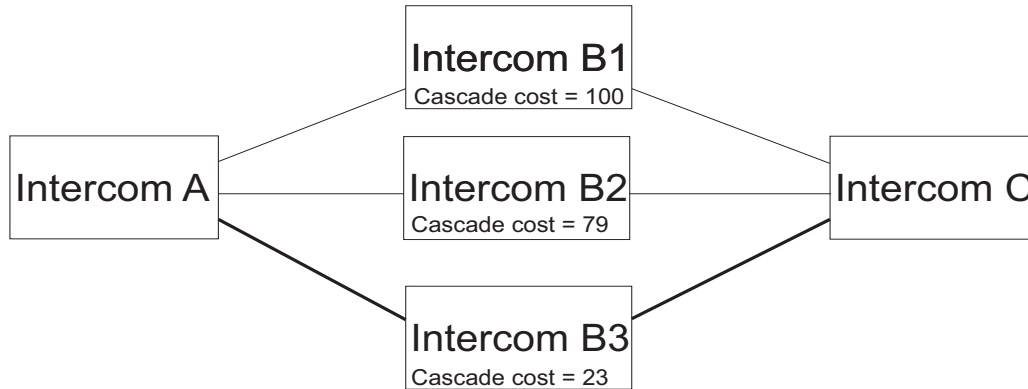 Intercom B1
Cascade cost = 100
Intercom A
Intercom B2
Cascade cost = 79
Intercom C
Intercom B3
Cascade cost = 23